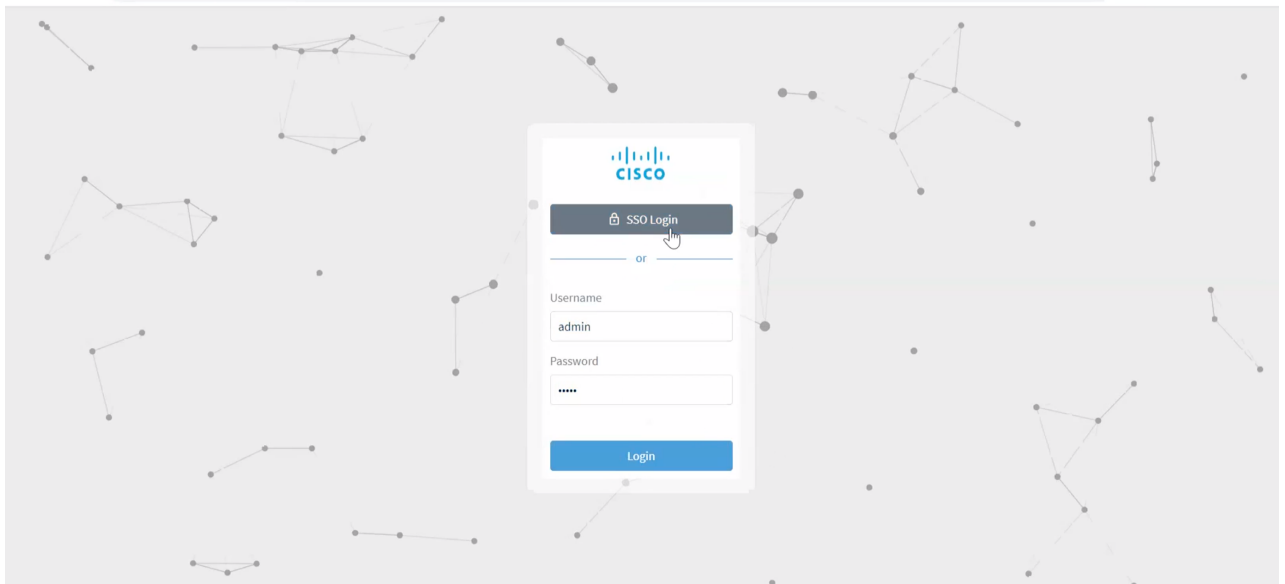 CISCO
SSO Login
or
Username
admin
Password
•••••
Login